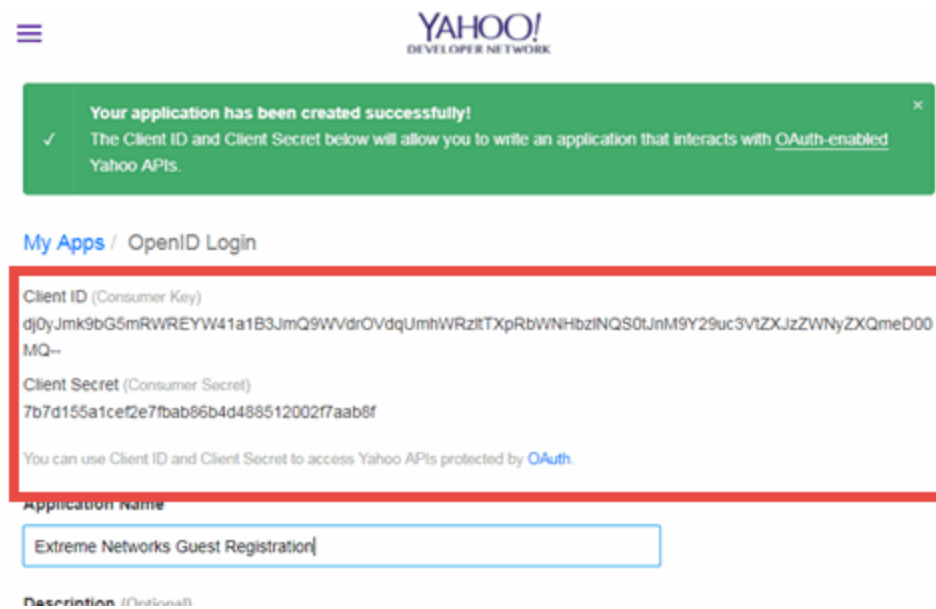 YAHOO!
DEVELOPER NETWORK
Your application has been created successfully!
The Client ID and Client Secret below will allow you to write an application that interacts with OAuth-enabled
Yahoo APIs.
My Apps / OpenID Login
Client ID (Consumer Key)
MQ--
Client Secret (Consumer Secret)
7b7d155a1cef2e7fbab86b4d488512002f7aab8f
You can use Client ID and Client Secret to access Yahoo APIs protected by OAuth.
Application Name
Extreme Networks Guest Registration
Description (Optional)